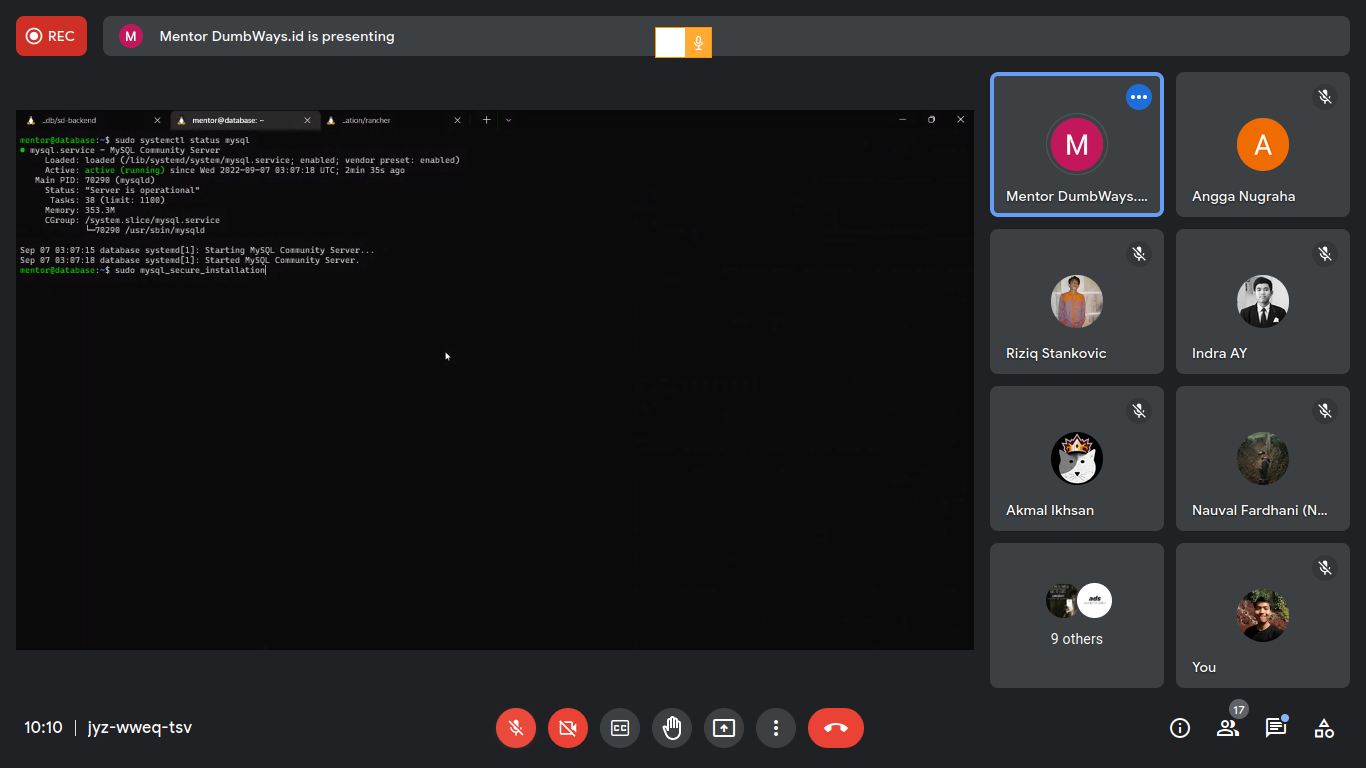 REC
M
Mentor DumbWays.id is presenting
_db/sd-backend
mentor@database: ~
_ation/rancher
mentor@database:~$ sudo systemctl status mysql
● mysql.service - MySQL Community Server
Loaded: loaded (/lib/systemd/system/mysql.service; enabled; vendor preset: enabled)
Active: active (running) since Wed 2022-09-07 03:07:18 UTC; 2min 35s ago
Main PID: 70290 (mysqld)
Status: "Server is operational"
Tasks: 38 (limit: 1100)
Memory: 353.3M
CGroup: /system.slice/mysql.service
└─70290 /usr/sbin/mysqld
Sep 07 03:07:15 database systemd[1]: Starting MySQL Community Server...
Sep 07 03:07:18 database systemd[1]: Started MySQL Community Server.
mentor@database:~$ sudo mysql_secure_installation
M
Mentor DumbWays....
A
Angga Nugraha
Riziq Stankovic
Indra AY
Akmal Ikhsan
Nauval Fardhani (N...
ads
9 others
You
10:10 | jyz-wweq-tsv
CC
17